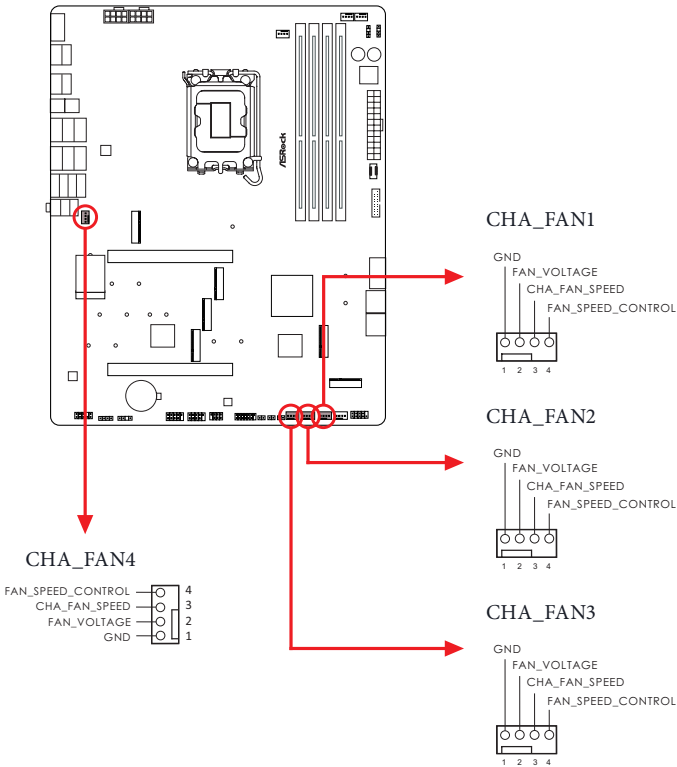 ASRock
CHA_FAN1
GND
FAN_VOLTAGE
CHA_FAN_SPEED
FAN_SPEED_CONTROL
1 2 3 4
CHA_FAN2
GND
FAN_VOLTAGE
CHA_FAN_SPEED
FAN_SPEED_CONTROL
1 2 3 4
CHA_FAN4
FAN_SPEED_CONTROL 4
CHA_FAN_SPEED 3
FAN_VOLTAGE 2
GND 1
CHA_FAN3
GND
FAN_VOLTAGE
CHA_FAN_SPEED
FAN_SPEED_CONTROL
1 2 3 4